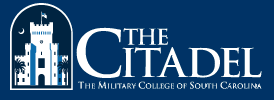 THE
CITADEL
THE MILITARY COLLEGE OF SOUTH CAROLINA